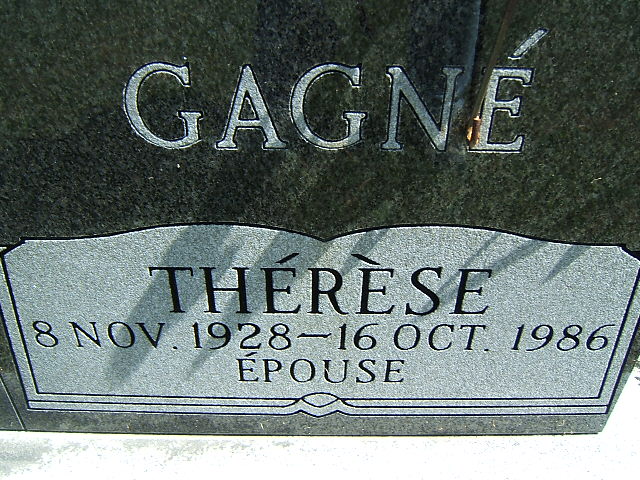 GAGNÉ
THÉRÈSE
8 NOV. 1928–16 OCT. 1986
ÉPOUSE